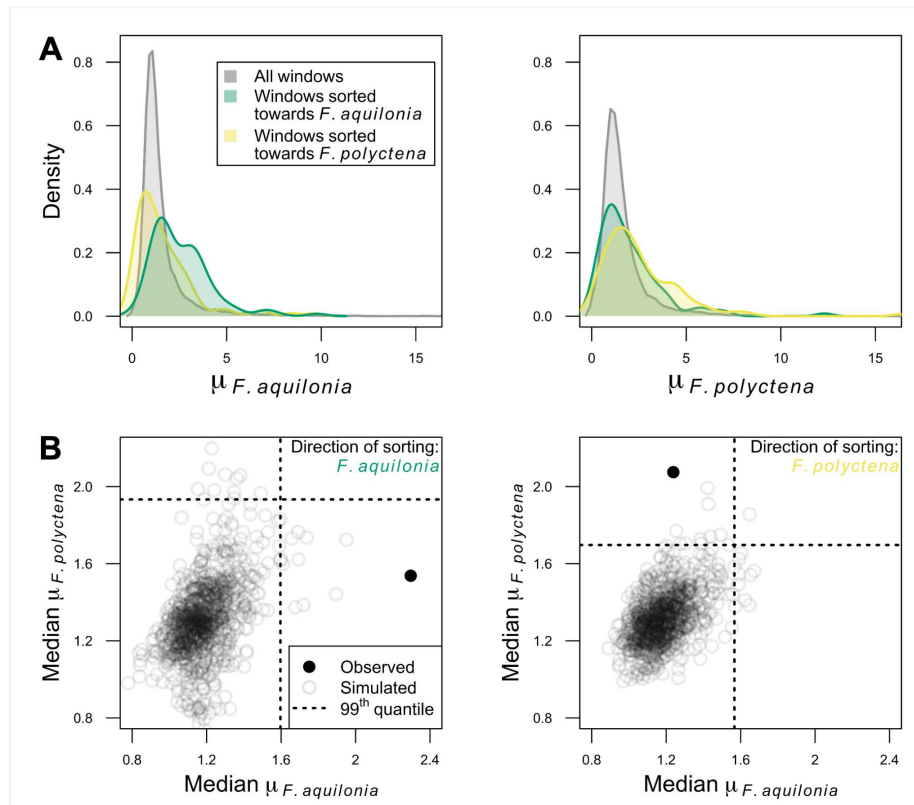 A
Density
0.8
0.6
0.4
0.2
0.0
All windows
Windows sorted
towards F. aquilonia
Windows sorted
towards F. polyctena
0 5 10 15
μ F. aquilonia
0.8
0.6
0.4
0.2
0.0
0 5 10 15
μ F. polyctena
B
Median μ F. polyctena
2.0
1.6
1.2
0.8
Direction of sorting:
F. aquilonia
Observed
Simulated
99th quantile
0.8 1.2 1.6 2 2.4
Median μ F. aquilonia
Median μ F. polyctena
2.0
1.6
1.2
0.8
Direction of sorting:
F. polyctena
0.8 1.2 1.6 2 2.4
Median μ F. aquilonia